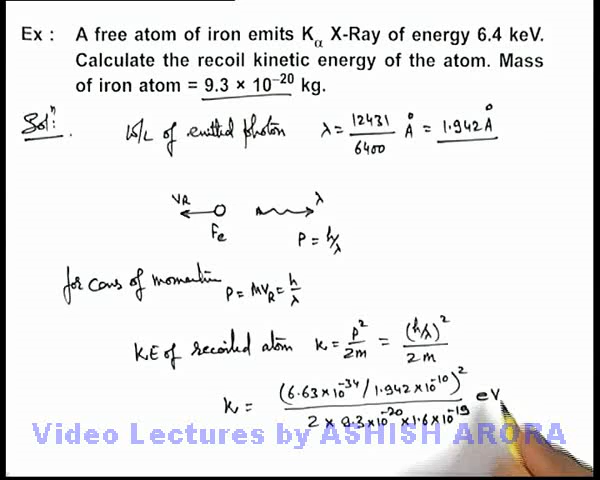 Ex : A free atom of iron emits Kα X-Ray of energy 6.4 keV.
Calculate the recoil kinetic energy of the atom. Mass
of iron atom = 9.3 × 10⁻²⁰ kg.
Solⁿ: W/L of emitted photon λ = 12431/6400 Å = 1.942 Å
VR λ
Fe P = h/λ
for cons of momentum P = MVR = h/λ
KE of recoiled atom K = P²/2m = (h/λ)²/2m
K = (6.63 × 10⁻³⁴ / 1.942 × 10⁻¹⁰)² / 2 × 9.3 × 10⁻²⁰ × 1.6 × 10⁻¹⁹ eV
Video Lectures by ASHISH ARORA